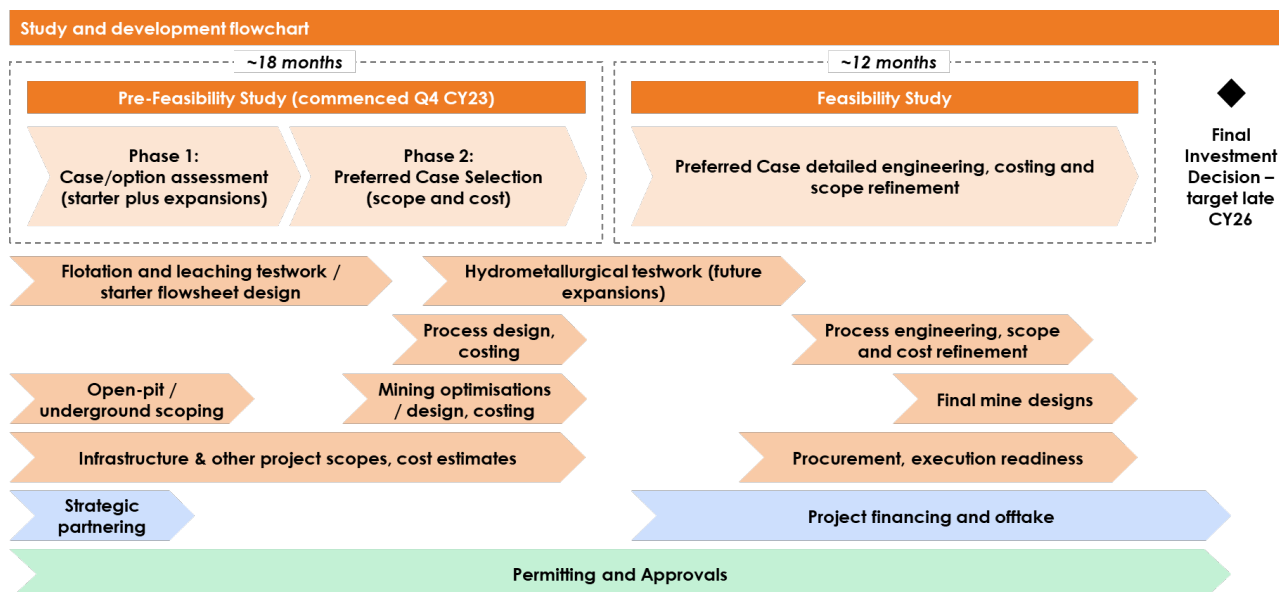 Study and development flowchart
~18 months
~12 months
Pre-Feasibility Study (commenced Q4 CY23)
Feasibility Study
Phase 1:
Case/option assessment
(starter plus expansions)
Phase 2:
Preferred Case Selection
(scope and cost)
Preferred Case detailed engineering, costing and
scope refinement
Final
Investment
Decision –
target late
CY26
Flotation and leaching testwork /
starter flowsheet design
Hydrometallurgical testwork (future
expansions)
Process design,
costing
Process engineering, scope
and cost refinement
Open-pit /
underground scoping
Mining optimisations
/ design, costing
Final mine designs
Infrastructure & other project scopes, cost estimates
Procurement, execution readiness
Strategic
partnering
Project financing and offtake
Permitting and Approvals